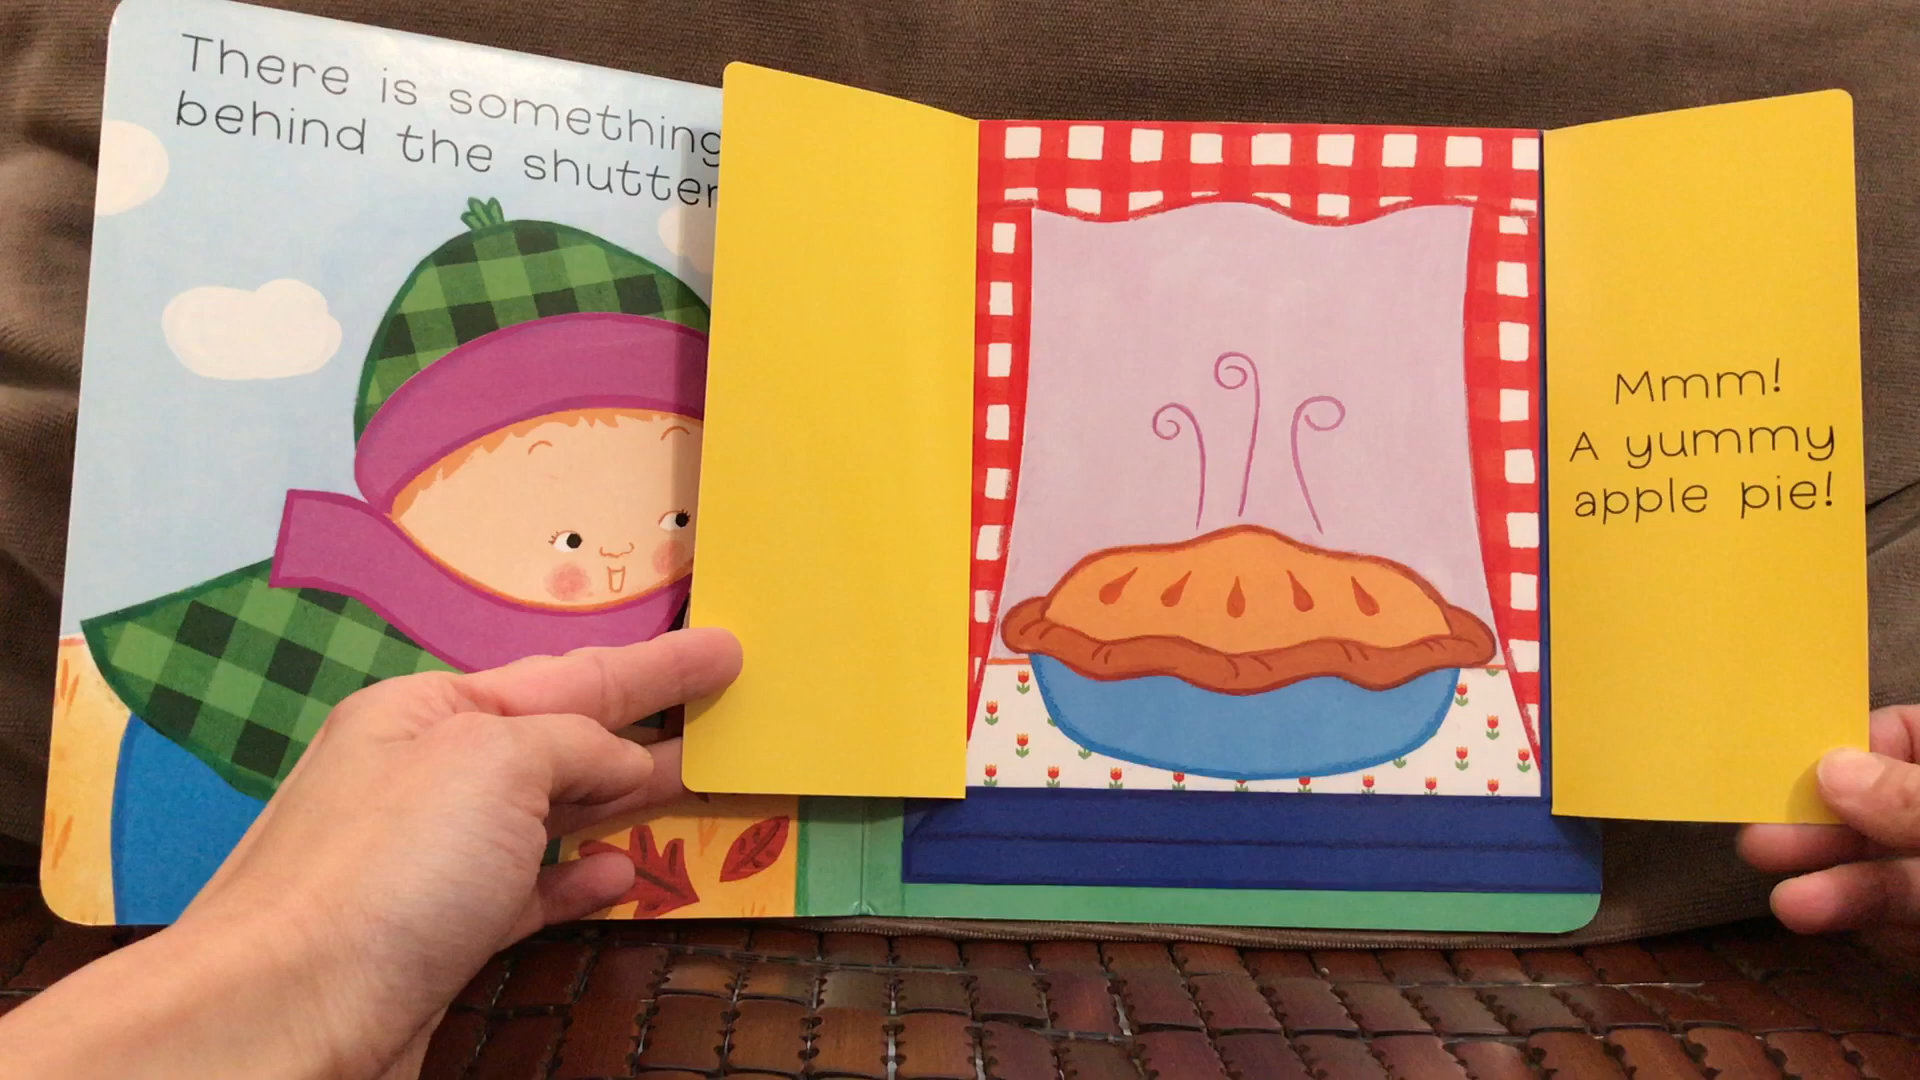 There is something
behind the shutter
Mmm!
A yummy
apple pie!